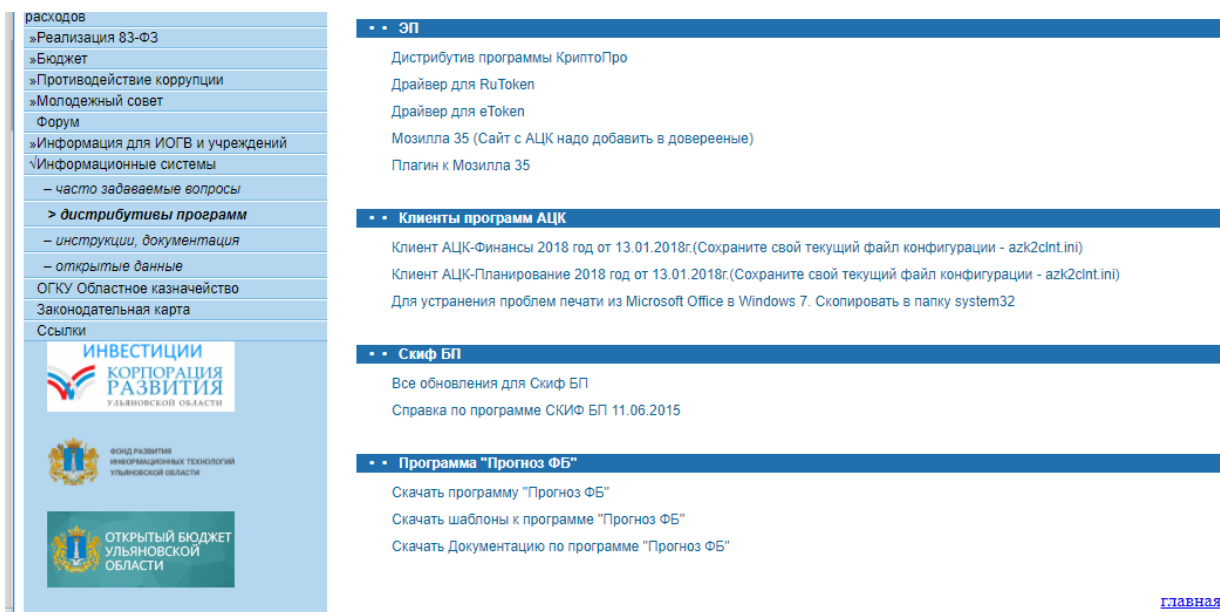 расходов
»Реализация 83-ФЗ
»Бюджет
»Противодействие коррупции
»Молодежный совет
Форум
»Информация для ИОГВ и учреждений
√Информационные системы
– часто задаваемые вопросы
> дистрибутивы программ
– инструкции, документация
– открытые данные
ОГКУ Областное казначейство
Законодательная карта
Ссылки
ИНВЕСТИЦИИ
КОРПОРАЦИЯ
РАЗВИТИЯ
УЛЬЯНОВСКОЙ ОБЛАСТИ
ФОНД РАЗВИТИЯ
ИНФОРМАЦИОННЫХ ТЕХНОЛОГИЙ
УЛЬЯНОВСКОЙ ОБЛАСТИ
ОТКРЫТЫЙ БЮДЖЕТ
УЛЬЯНОВСКОЙ
ОБЛАСТИ
• • ЭП
Дистрибутив программы КриптоПро
Драйвер для RuToken
Драйвер для eToken
Мозилла 35 (Сайт с АЦК надо добавить в довереeные)
Плагин к Мозилла 35
• • Клиенты программ АЦК
Клиент АЦК-Финансы 2018 год от 13.01.2018г.(Сохраните свой текущий файл конфигурации - azk2clnt.ini)
Клиент АЦК-Планирование 2018 год от 13.01.2018г.(Сохраните свой текущий файл конфигурации - azk2clnt.ini)
Для устранения проблем печати из Microsoft Office в Windows 7. Скопировать в папку system32
• • Скиф БП
Все обновления для Скиф БП
Справка по программе СКИФ БП 11.06.2015
• • Программа "Прогноз ФБ"
Скачать программу "Прогноз ФБ"
Скачать шаблоны к программе "Прогноз ФБ"
Скачать Документацию по программе "Прогноз ФБ"
главная